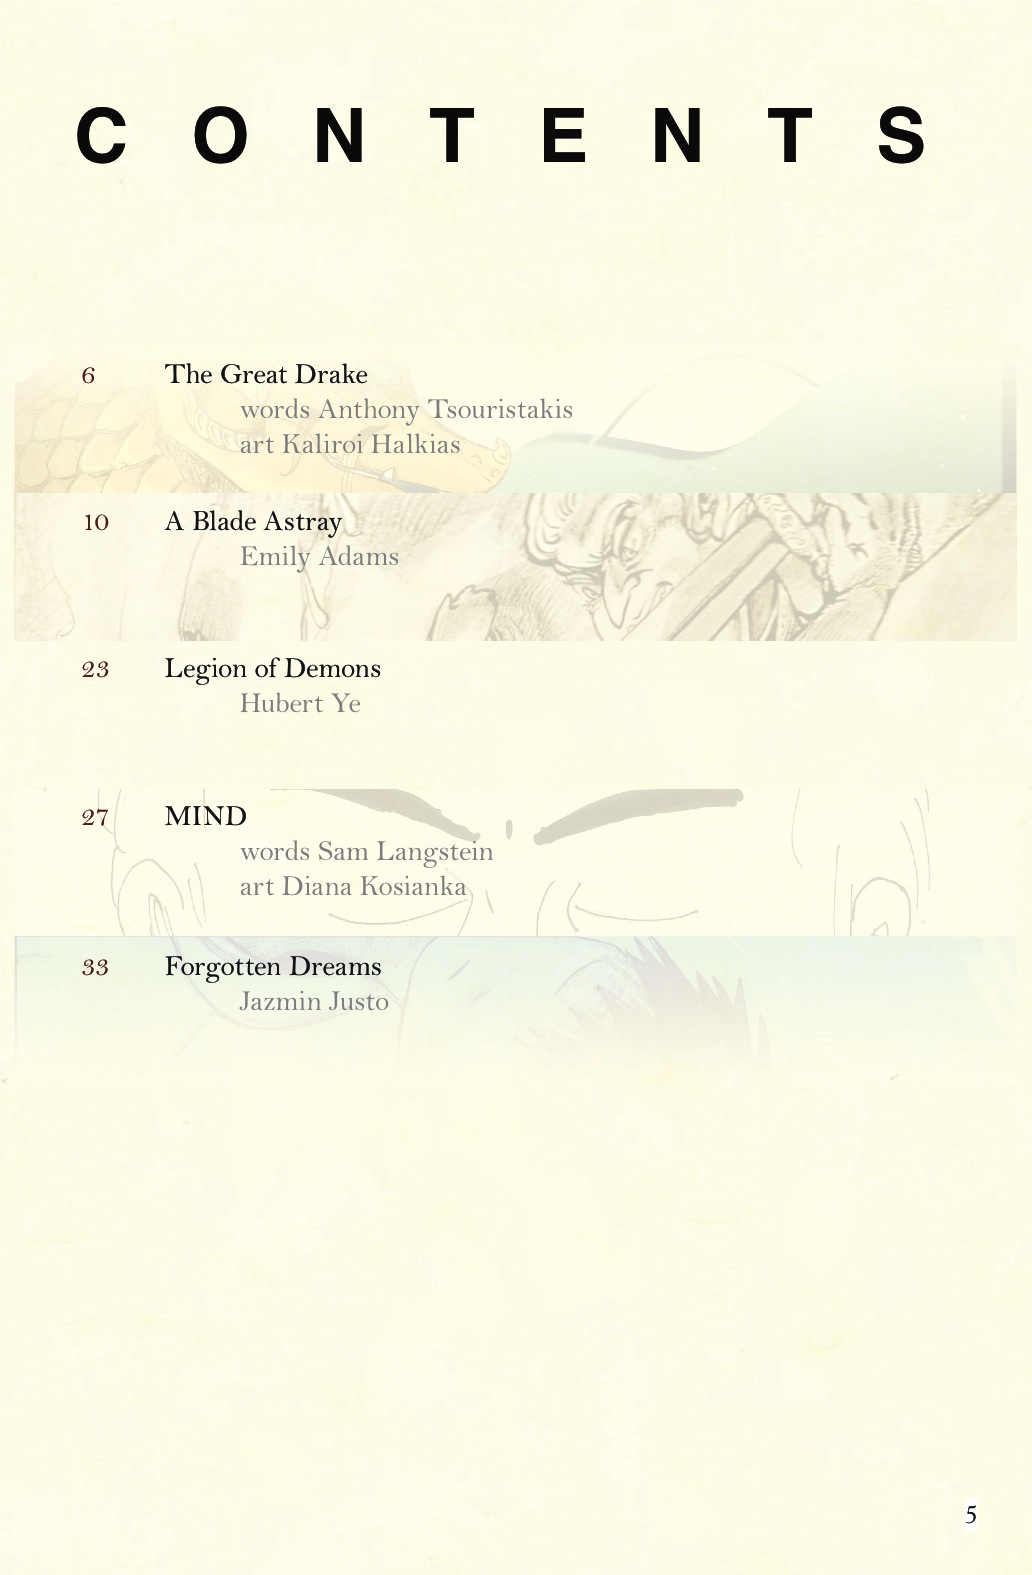 CONTENTS
6 The Great Drake
words Anthony Tsouristakis
art Kaliroi Halkias
10 A Blade Astray
Emily Adams
23 Legion of Demons
Hubert Ye
27 MIND
words Sam Langstein
art Diana Kosianka
33 Forgotten Dreams
Jazmin Justo
5